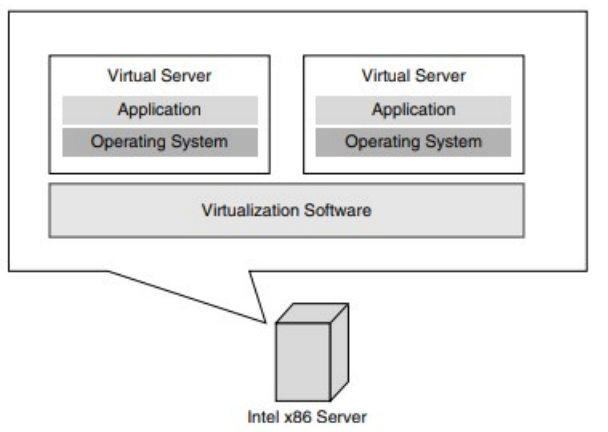 Virtual Server
Application
Operating System
Virtual Server
Application
Operating System
Virtualization Software
Intel x86 Server